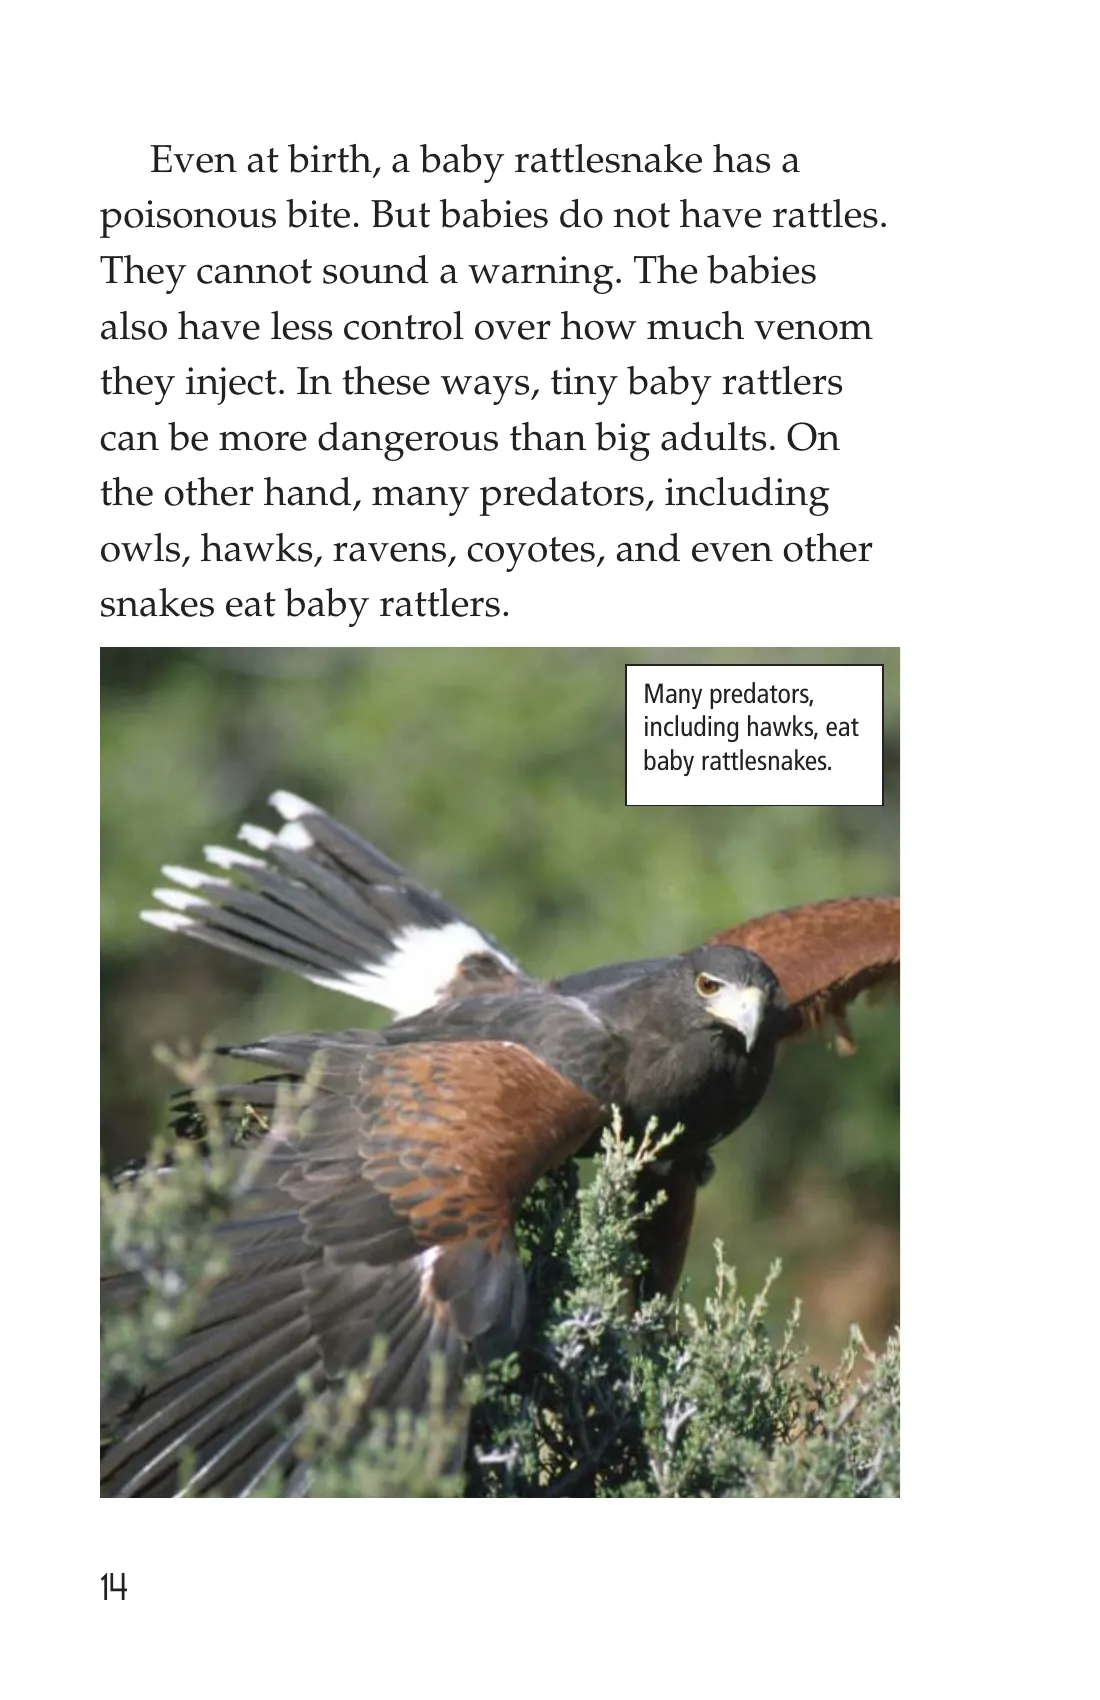 Even at birth, a baby rattlesnake has a
poisonous bite. But babies do not have rattles.
They cannot sound a warning. The babies
also have less control over how much venom
they inject. In these ways, tiny baby rattlers
can be more dangerous than big adults. On
the other hand, many predators, including
owls, hawks, ravens, coyotes, and even other
snakes eat baby rattlers.
Many predators,
including hawks, eat
baby rattlesnakes.
14